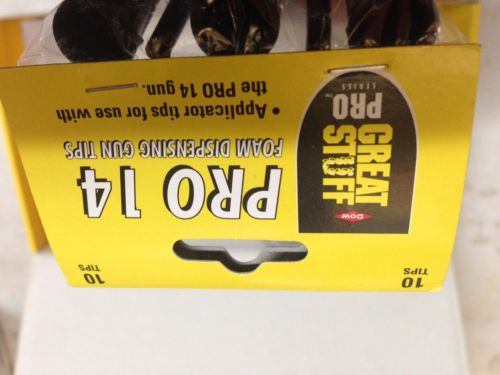 10
TIPS
10
TIPS
Dow
GREAT
STUFF
PRO™
SERIES
PRO 14
FOAM DISPENSING GUN TIPS
• Applicator tips for use with
the PRO 14 gun.